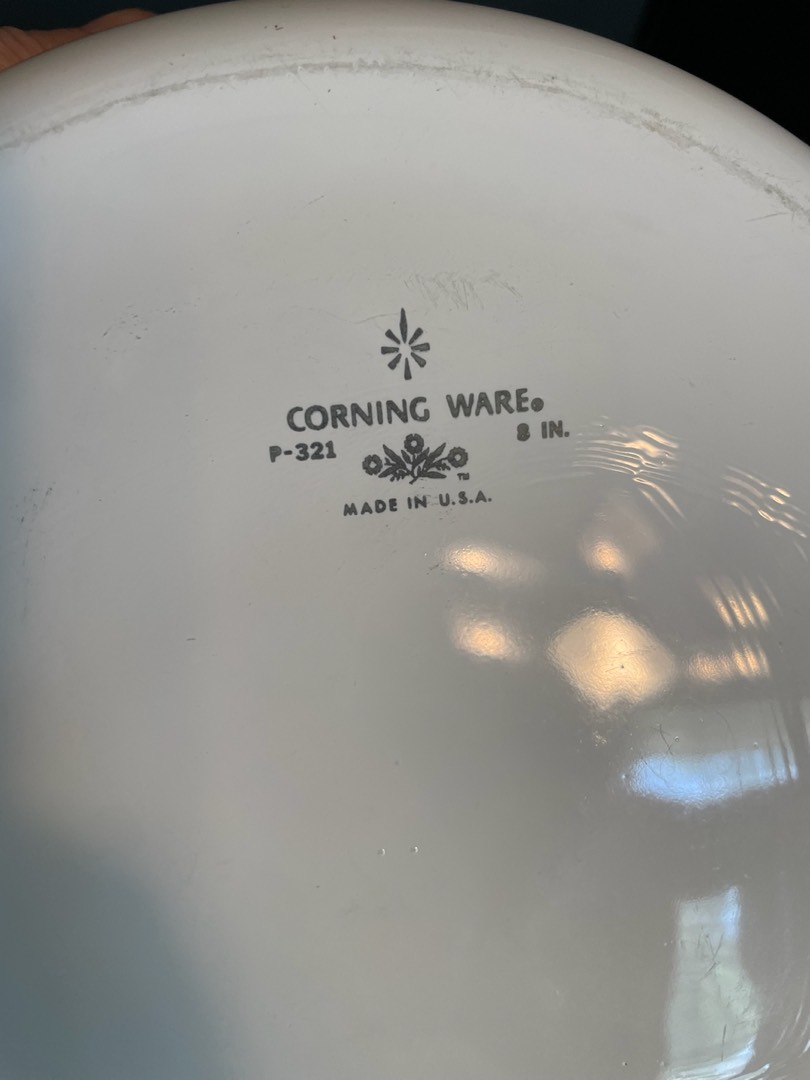 CORNING WARE®
P-321 8 IN.
TM
MADE IN U.S.A.